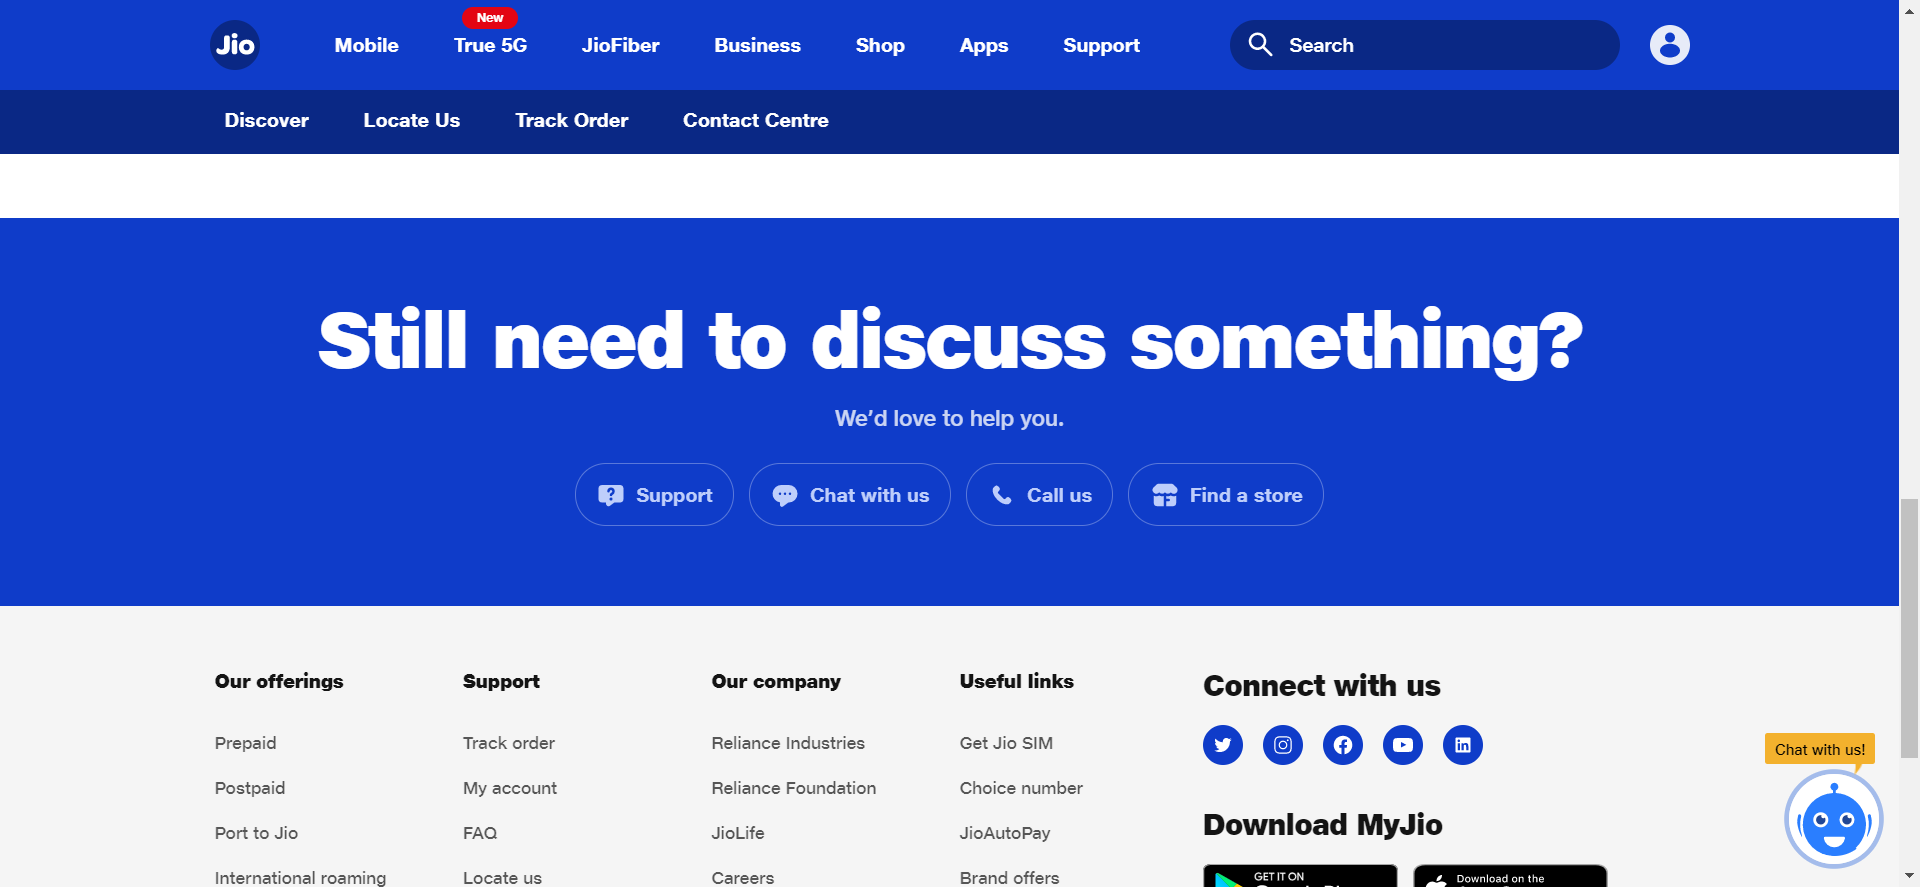 New
Jio Mobile True 5G JioFiber Business Shop Apps Support Search
Discover Locate Us Track Order Contact Centre
Still need to discuss something?
We'd love to help you.
Support Chat with us Call us Find a store
Our offerings
Prepaid
Postpaid
Port to Jio
International roaming
Support
Track order
My account
FAQ
Locate us
Our company
Reliance Industries
Reliance Foundation
JioLife
Careers
Useful links
Get Jio SIM
Choice number
JioAutoPay
Brand offers
Connect with us
Download MyJio
GET IT ON
Download on the
Chat with us!